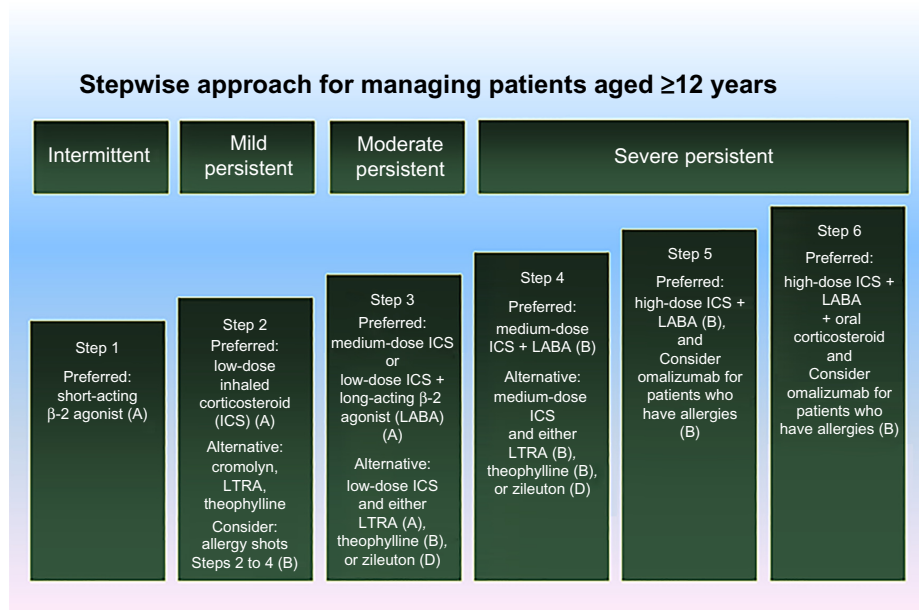 Stepwise approach for managing patients aged ≥12 years
Intermittent
Mild
persistent
Moderate
persistent
Severe persistent
Step 1
Preferred:
short-acting
β-2 agonist (A)
Step 2
Preferred:
low-dose
inhaled
corticosteroid
(ICS) (A)
Alternative:
cromolyn,
LTRA,
theophylline
Consider:
allergy shots
Steps 2 to 4 (B)
Step 3
Preferred:
medium-dose ICS
or
low-dose ICS +
long-acting β-2
agonist (LABA)
(A)
Alternative:
low-dose ICS
and either
LTRA (A),
theophylline (B),
or zileuton (D)
Step 4
Preferred:
medium-dose
ICS + LABA (B)
Alternative:
medium-dose
ICS
and either
LTRA (B),
theophylline (B),
or zileuton (D)
Step 5
Preferred:
high-dose ICS +
LABA (B),
and
Consider
omalizumab for
patients who
have allergies
(B)
Step 6
Preferred:
high-dose ICS +
LABA
+ oral
corticosteroid
and
Consider
omalizumab for
patients who
have allergies (B)